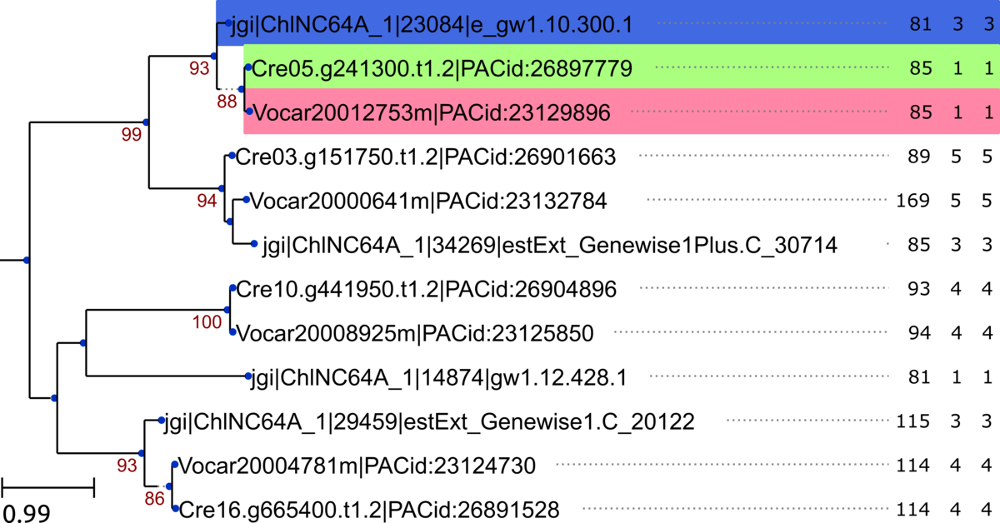 jgi|ChlNC64A_1|23084|e_gw1.10.300.1 81 3 3
93
Cre05.g241300.t1.2|PACid:26897779 85 1 1
88
Vocar20012753m|PACid:23129896 85 1 1
99
Cre03.g151750.t1.2|PACid:26901663 89 5 5
94
Vocar20000641m|PACid:23132784 169 5 5
jgi|ChlNC64A_1|34269|estExt_Genewise1Plus.C_30714 85 3 3
Cre10.g441950.t1.2|PACid:26904896 93 4 4
100
Vocar20008925m|PACid:23125850 94 4 4
jgi|ChlNC64A_1|14874|gw1.12.428.1 81 1 1
jgi|ChlNC64A_1|29459|estExt_Genewise1.C_20122 115 3 3
93
Vocar20004781m|PACid:23124730 114 4 4
86
Cre16.g665400.t1.2|PACid:26891528 114 4 4
0.99